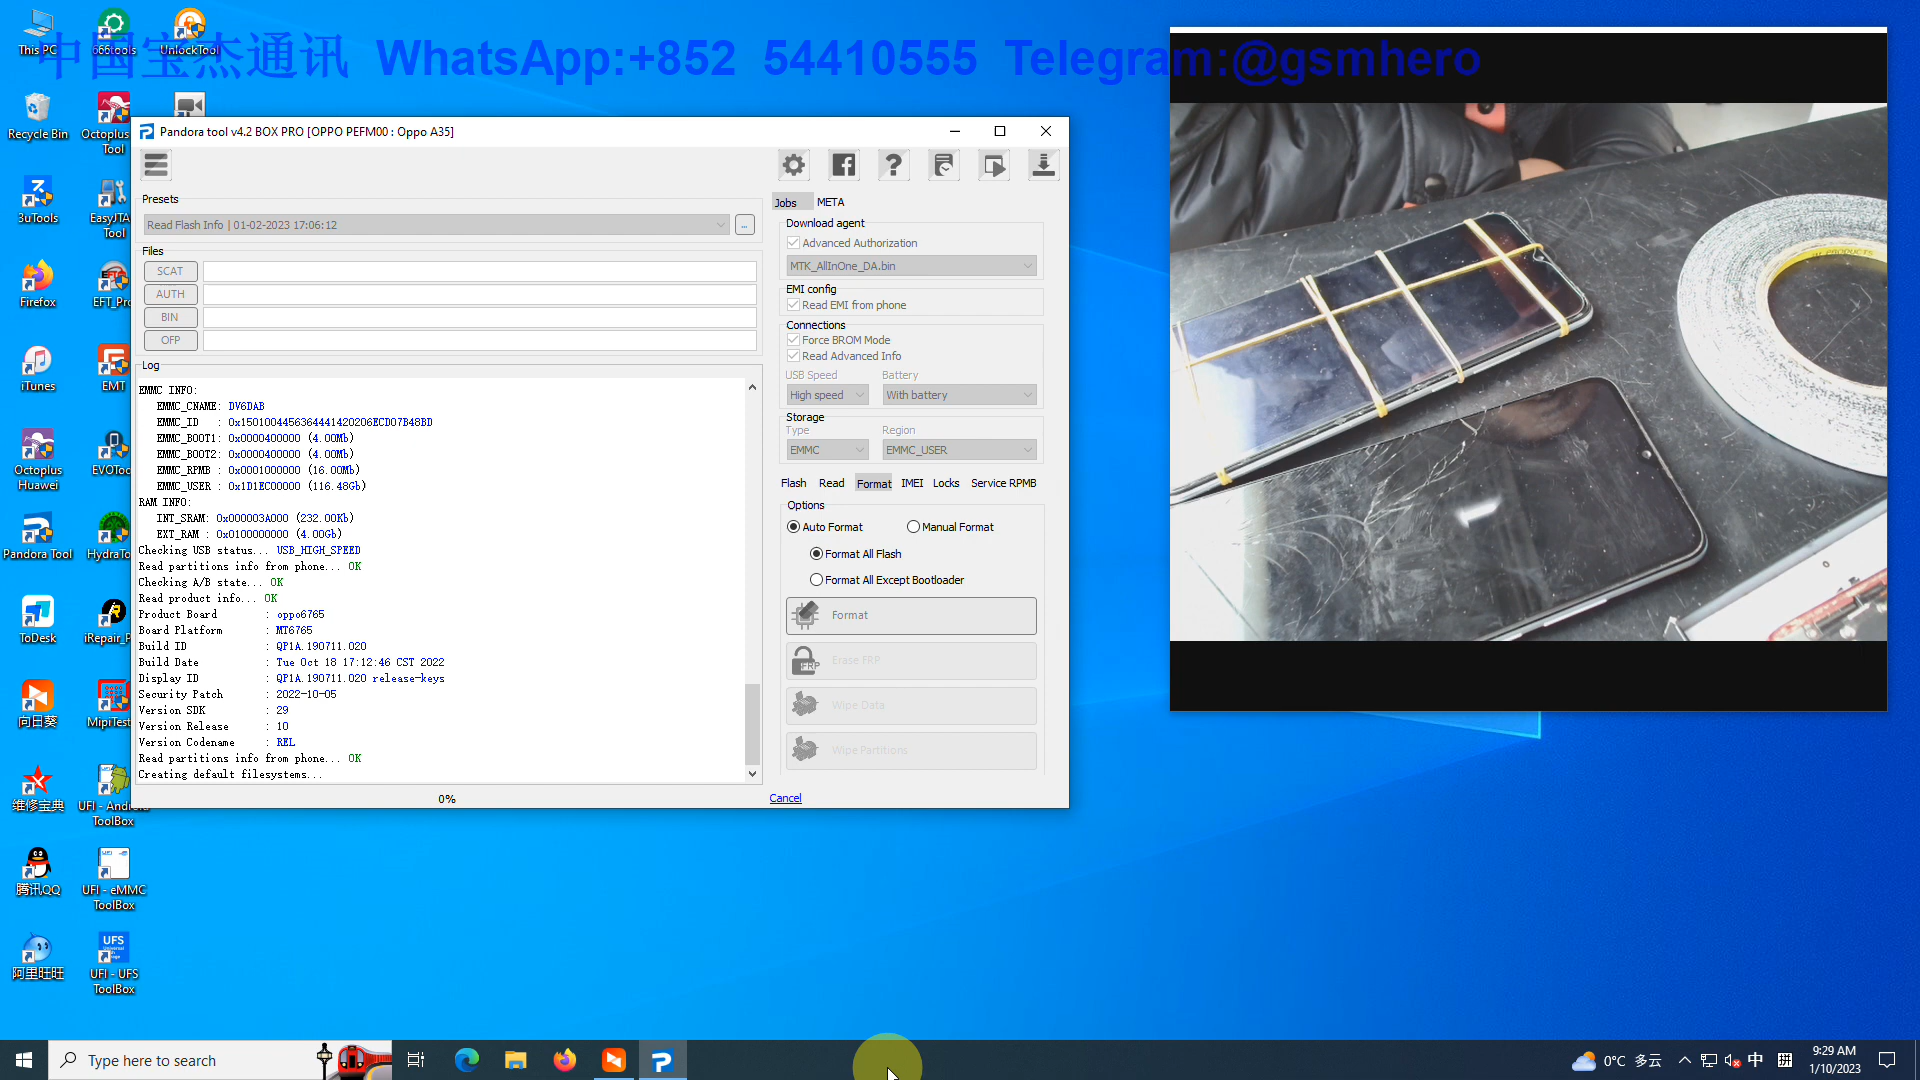 中国宝杰通讯 WhatsApp:+852 54410555 Telegram:@gsmhero
This PC
666tools
UnlockTool
Recycle Bin
Octoplus
Tool
3uTools
EasyJTA
Tool
Firefox
EFT_Pro
iTunes
EMT
Octoplus
Huawei
EVOToo
Pandora Tool
HydraTo
ToDesk
iRepair_P
向日葵
MipiTest
维修宝典
UFI - Andro
ToolBox
腾讯QQ
UFI - eMMC
ToolBox
阿里旺旺
UFI - UFS
ToolBox
Pandora tool v4.2 BOX PRO [OPPO PEFM00 : Oppo A35]
Presets
Read Flash Info | 01-02-2023 17:06:12
...
Files
SCAT
AUTH
BIN
OFP
Log
EMMC INFO:
EMMC_CNAME: DV6DAB
EMMC_ID : 0x1501004456364441420206ECD07B48BD
EMMC_BOOT1: 0x0000400000 (4.00Mb)
EMMC_BOOT2: 0x0000400000 (4.00Mb)
EMMC_RPMB : 0x0001000000 (16.00Mb)
EMMC_USER : 0x1D1EC00000 (116.48Gb)
RAM INFO:
INT_SRAM: 0x000003A000 (232.00Kb)
EXT_RAM : 0x0100000000 (4.00Gb)
Checking USB status... USB_HIGH_SPEED
Read partitions info from phone... OK
Checking A/B state... OK
Read product info... OK
Product Board : oppo6765
Board Platform : MT6765
Build ID : QP1A.190711.020
Build Date : Tue Oct 18 17:12:46 CST 2022
Display ID : QP1A.190711.020 release-keys
Security Patch : 2022-10-05
Version SDK : 29
Version Release : 10
Version Codename : REL
Read partitions info from phone... OK
Creating default filesystems...
0%
Jobs META
Download agent
Advanced Authorization
MTK_AllInOne_DA.bin
EMI config
Read EMI from phone
Connections
Force BROM Mode
Read Advanced Info
USB Speed Battery
High speed With battery
Storage
Type Region
EMMC EMMC_USER
Flash Read Format IMEI Locks Service RPMB
Options
Auto Format Manual Format
Format All Flash
Format All Except Bootloader
Format
Erase FRP
Wipe Data
Wipe Partitions
Cancel
Type here to search
0°C 多云
中
拼
9:29 AM
1/10/2023